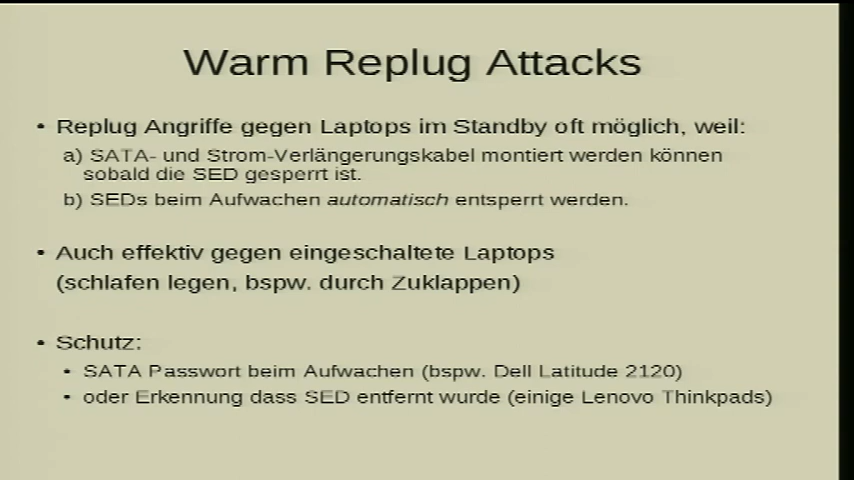 Warm Replug Attacks
• Replug Angriffe gegen Laptops im Standby oft möglich, weil:
a) SATA- und Strom-Verlängerungskabel montiert werden können
sobald die SED gesperrt ist.
b) SEDs beim Aufwachen automatisch entsperrt werden.
• Auch effektiv gegen eingeschaltete Laptops
(schlafen legen, bspw. durch Zuklappen)
• Schutz:
• SATA Passwort beim Aufwachen (bspw. Dell Latitude 2120)
• oder Erkennung dass SED entfernt wurde (einige Lenovo Thinkpads)